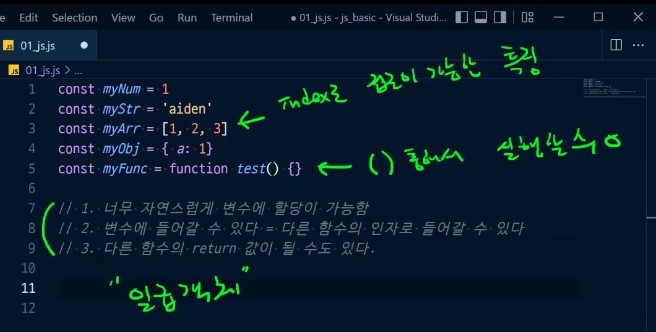 Edit Selection View Go Run Terminal ● 01_js.js - js_basic - Visual Studi...
JS 01_js.js ●
JS 01_js.js > ...
1 const myNum = 1
2 const myStr = 'aiden'
3 const myArr = [1, 2, 3]
4 const myObj = { a: 1}
5 const myFunc = function test() {}
6
7 // 1. 너무 자연스럽게 변수에 할당이 가능함
8 // 2. 변수에 들어갈 수 있다 = 다른 함수의 인자로 들어갈 수 있다
9 // 3. 다른 함수의 return 값이 될 수도 있다.
10
11
12
← Index로 접근이 가능한 특징
← () 통해서 실행할 수 o
"일급객체"